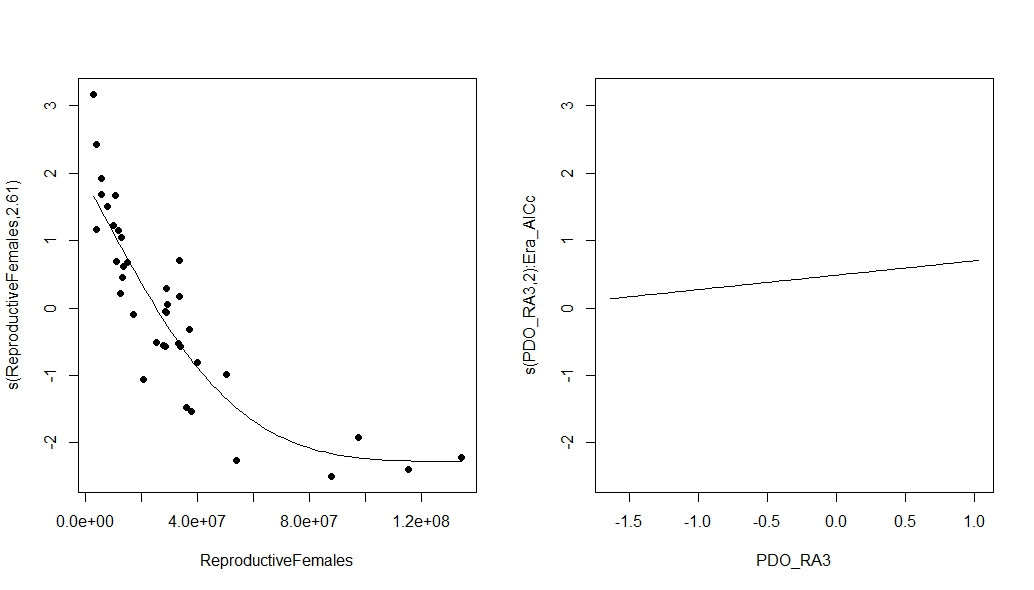 s(ReproductiveFemales,2.61)
3
2
1
0
-1
-2
0.0e+00 4.0e+07 8.0e+07 1.2e+08
ReproductiveFemales
s(PDO_RA3,2):Era_AICc
3
2
1
0
-1
-2
-1.5 -1.0 -0.5 0.0 0.5 1.0
PDO_RA3